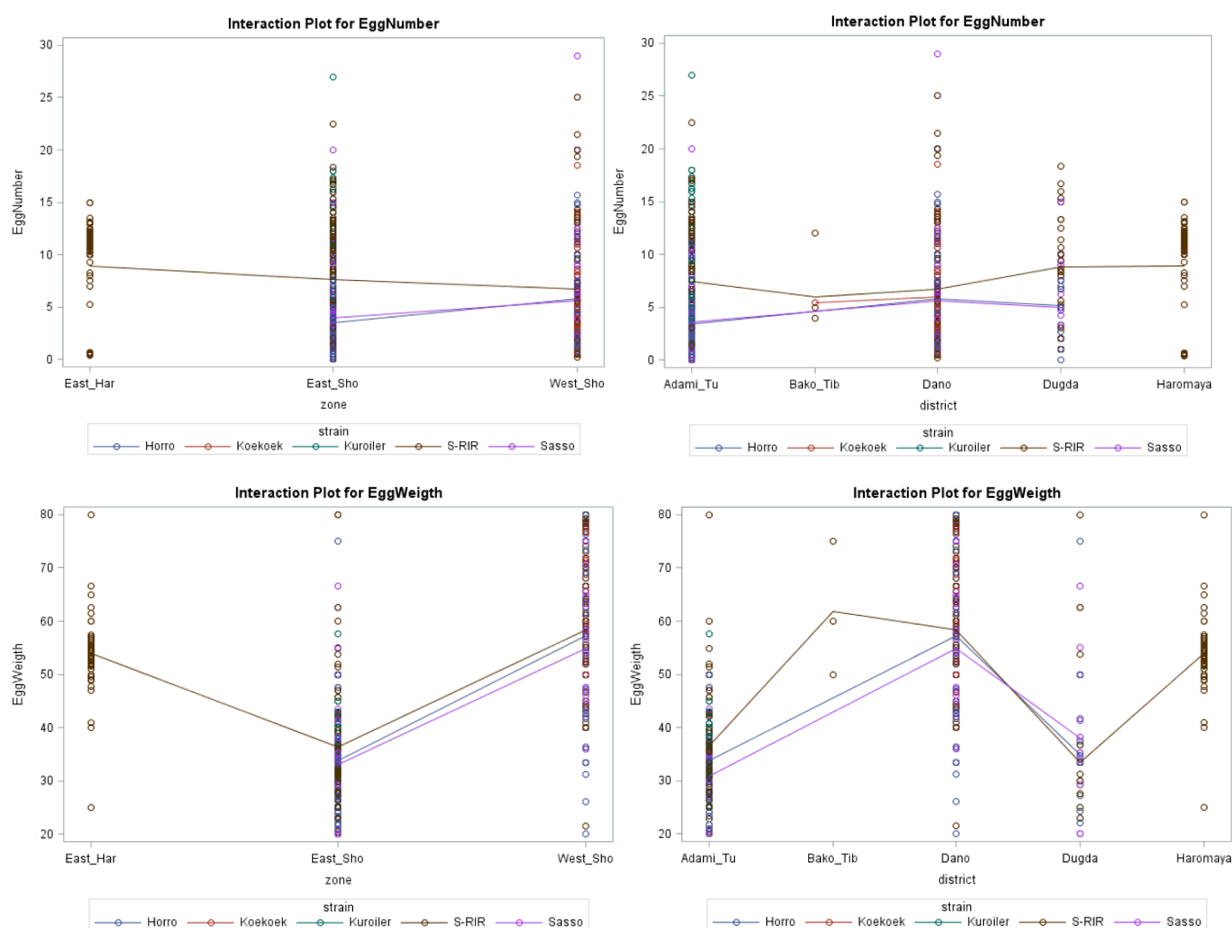 Interaction Plot for EggNumber
30
25
20
15
10
5
0
EggNumber
East_Har East_Sho West_Sho
zone
strain
Horro Koekoek Kuroiler S-RIR Sasso
Interaction Plot for EggNumber
30
25
20
15
10
5
0
EggNumber
Adami_Tu Bako_Tib Dano Dugda Haromaya
district
strain
Horro Koekoek Kuroiler S-RIR Sasso
Interaction Plot for EggWeigth
80
70
60
50
40
30
20
EggWeigth
East_Har East_Sho West_Sho
zone
strain
Horro Koekoek Kuroiler S-RIR Sasso
Interaction Plot for EggWeigth
80
70
60
50
40
30
20
EggWeigth
Adami_Tu Bako_Tib Dano Dugda Haromaya
district
strain
Horro Koekoek Kuroiler S-RIR Sasso